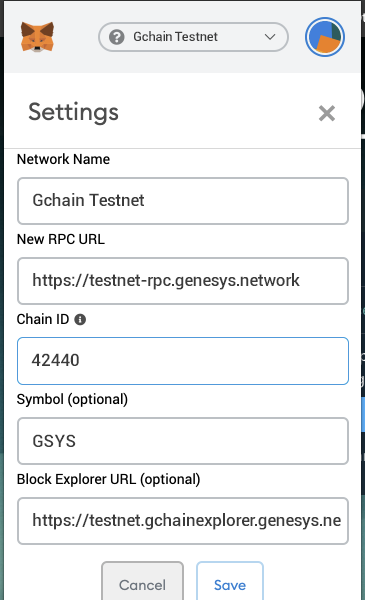 Gchain Testnet
Settings
Network Name
Gchain Testnet
New RPC URL
https://testnet-rpc.genesys.network
Chain ID
42440
Symbol (optional)
GSYS
Block Explorer URL (optional)
https://testnet.gchainexplorer.genesys.ne
Cancel
Save